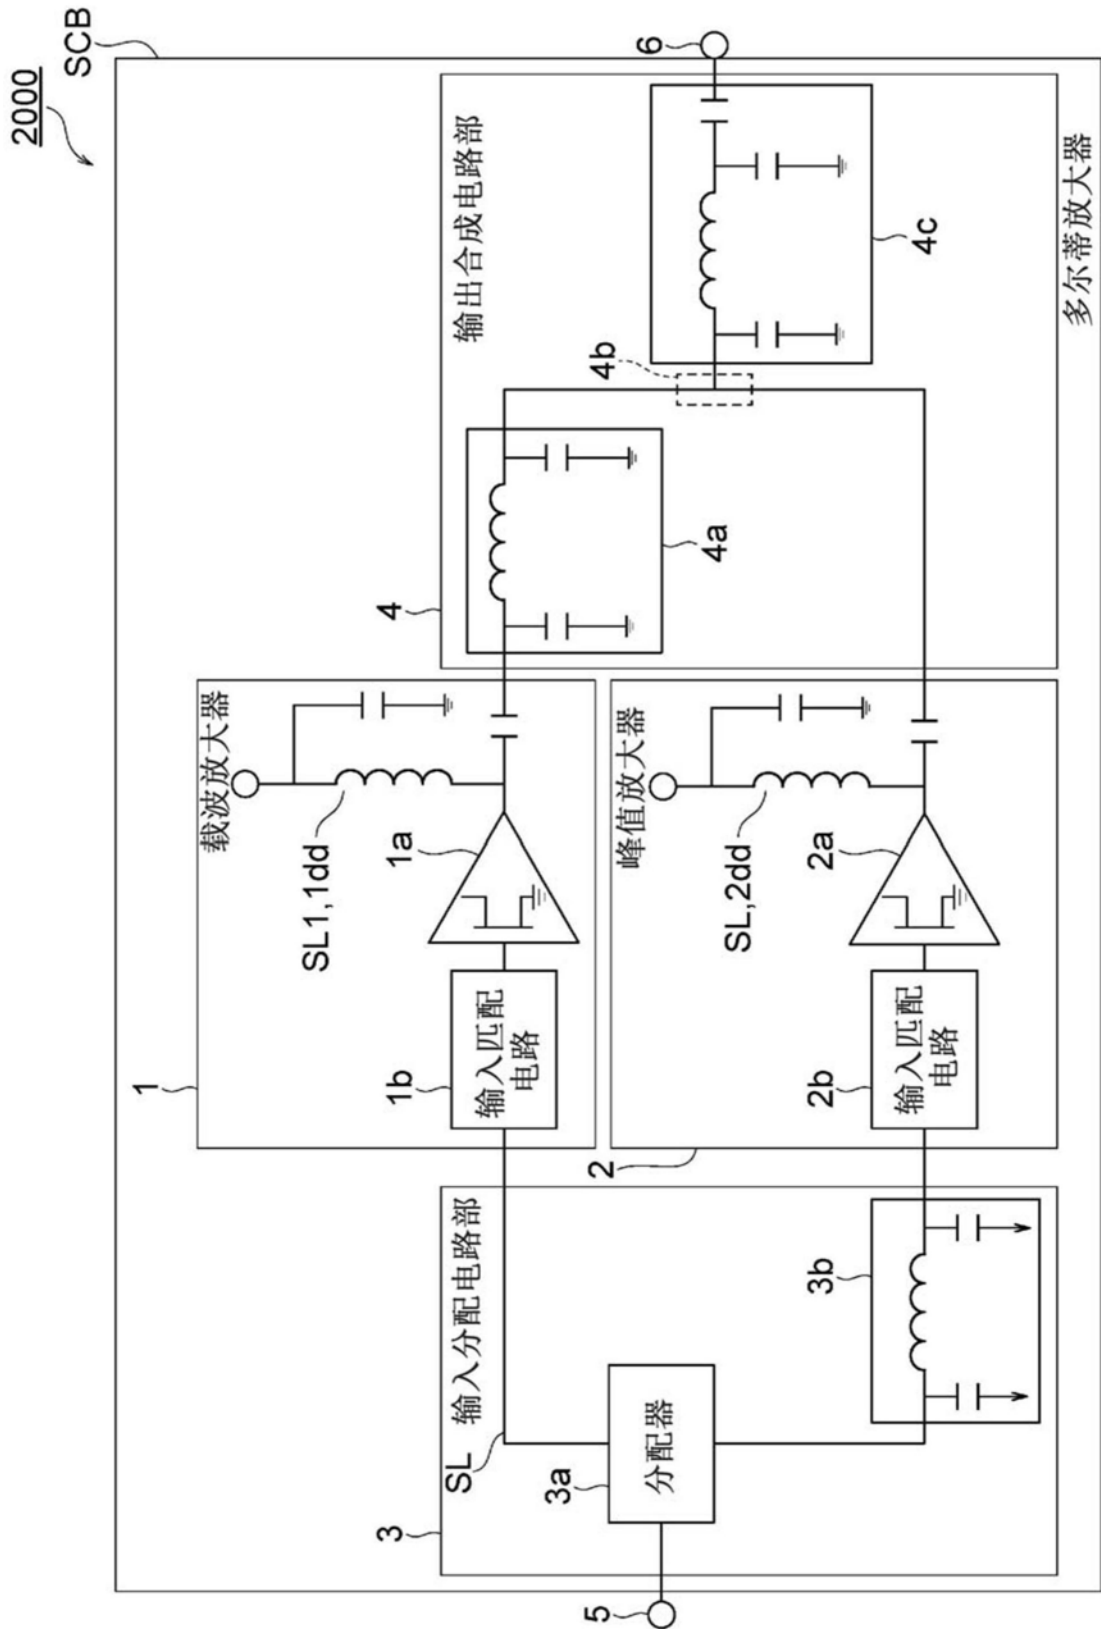 2000
SCB
多尔蒂放大器
5
3
输入分配电路部
SL
3a
分配器
3b
1
载波放大器
1b
输入匹配
电路
1a
SL1,1dd
2
峰值放大器
2b
输入匹配
电路
2a
SL,2dd
4
输出合成电路部
4a
4b
4c
6